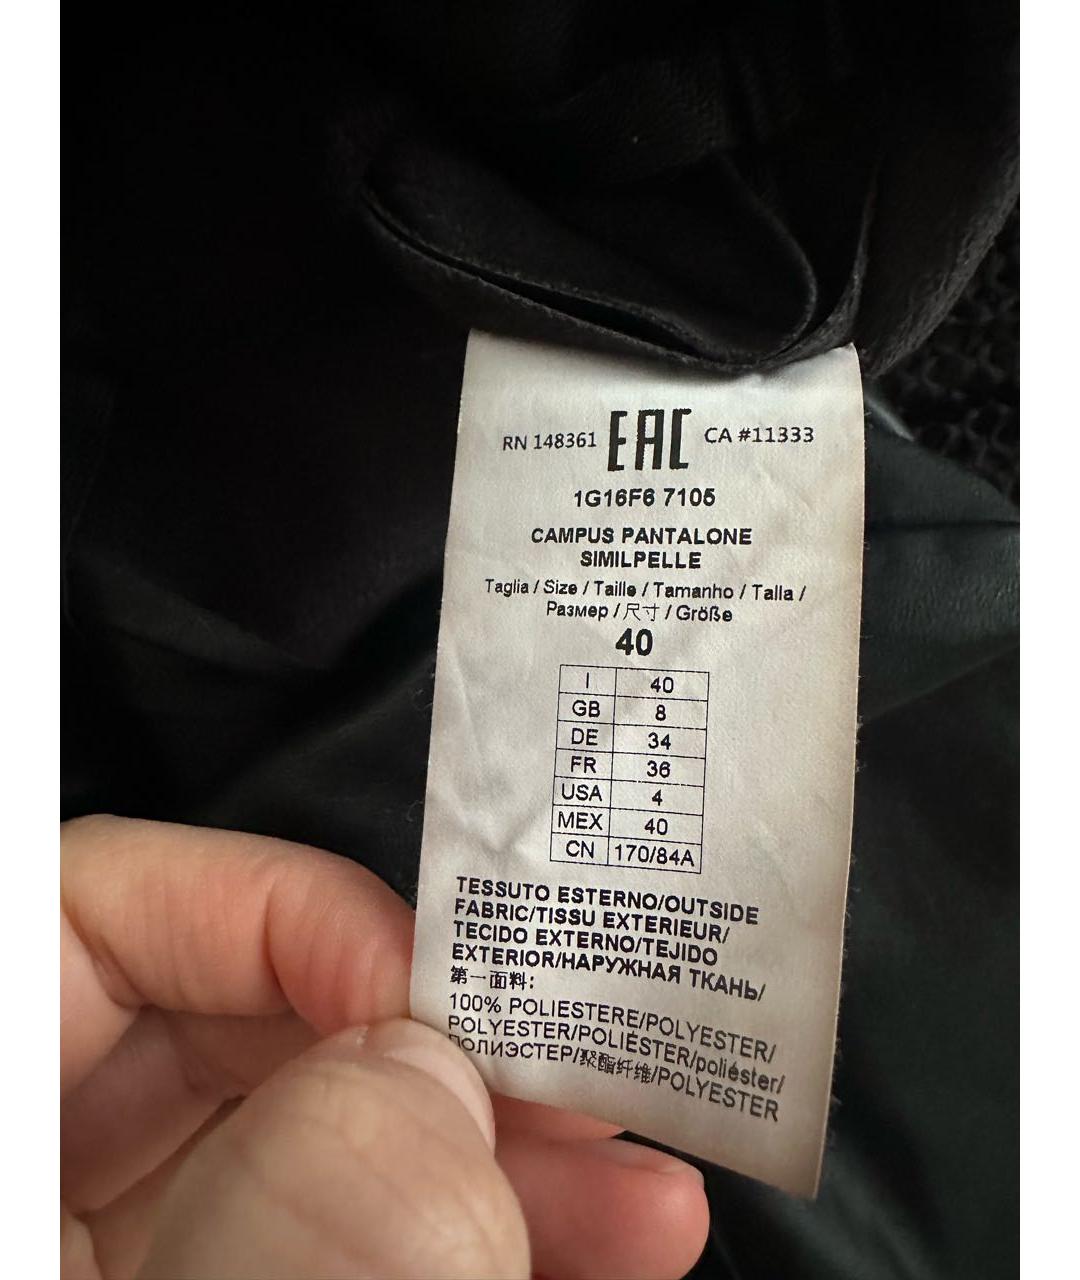 RN 148361 EAC CA #11333
1G16F6 7105
CAMPUS PANTALONE
SIMILPELLE
Taglia / Size / Taille / Tamanho / Talla /
Размер / 尺寸 / Größe
40
I 40
GB 8
DE 34
FR 36
USA 4
MEX 40
CN 170/84A
TESSUTO ESTERNO/OUTSIDE
FABRIC/TISSU EXTERIEUR/
TECIDO EXTERNO/TEJIDO
EXTERIOR/НАРУЖНАЯ ТКАНЬ/
第一面料:
100% POLIESTERE/POLYESTER/
POLYESTER/POLIÉSTER/poliéster/
ПОЛИЭСТЕР/聚酯纤维/POLYESTER